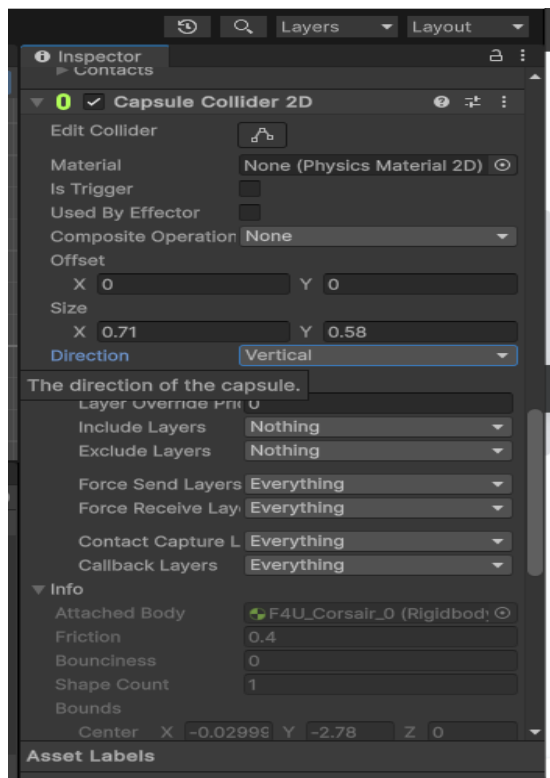 Layers Layout
Inspector
Contacts
Capsule Collider 2D
Edit Collider
Material None (Physics Material 2D)
Is Trigger
Used By Effector
Composite Operation None
Offset
X 0 Y 0
Size
X 0.71 Y 0.58
Direction Vertical
The direction of the capsule.
Layer Override Pri 0
Include Layers Nothing
Exclude Layers Nothing
Force Send Layers Everything
Force Receive Lay Everything
Contact Capture L Everything
Callback Layers Everything
Info
Attached Body F4U_Corsair_0 (Rigidbod
Friction 0.4
Bounciness 0
Shape Count 1
Bounds
Center X -0.02999 Y -2.78 Z 0
Asset Labels